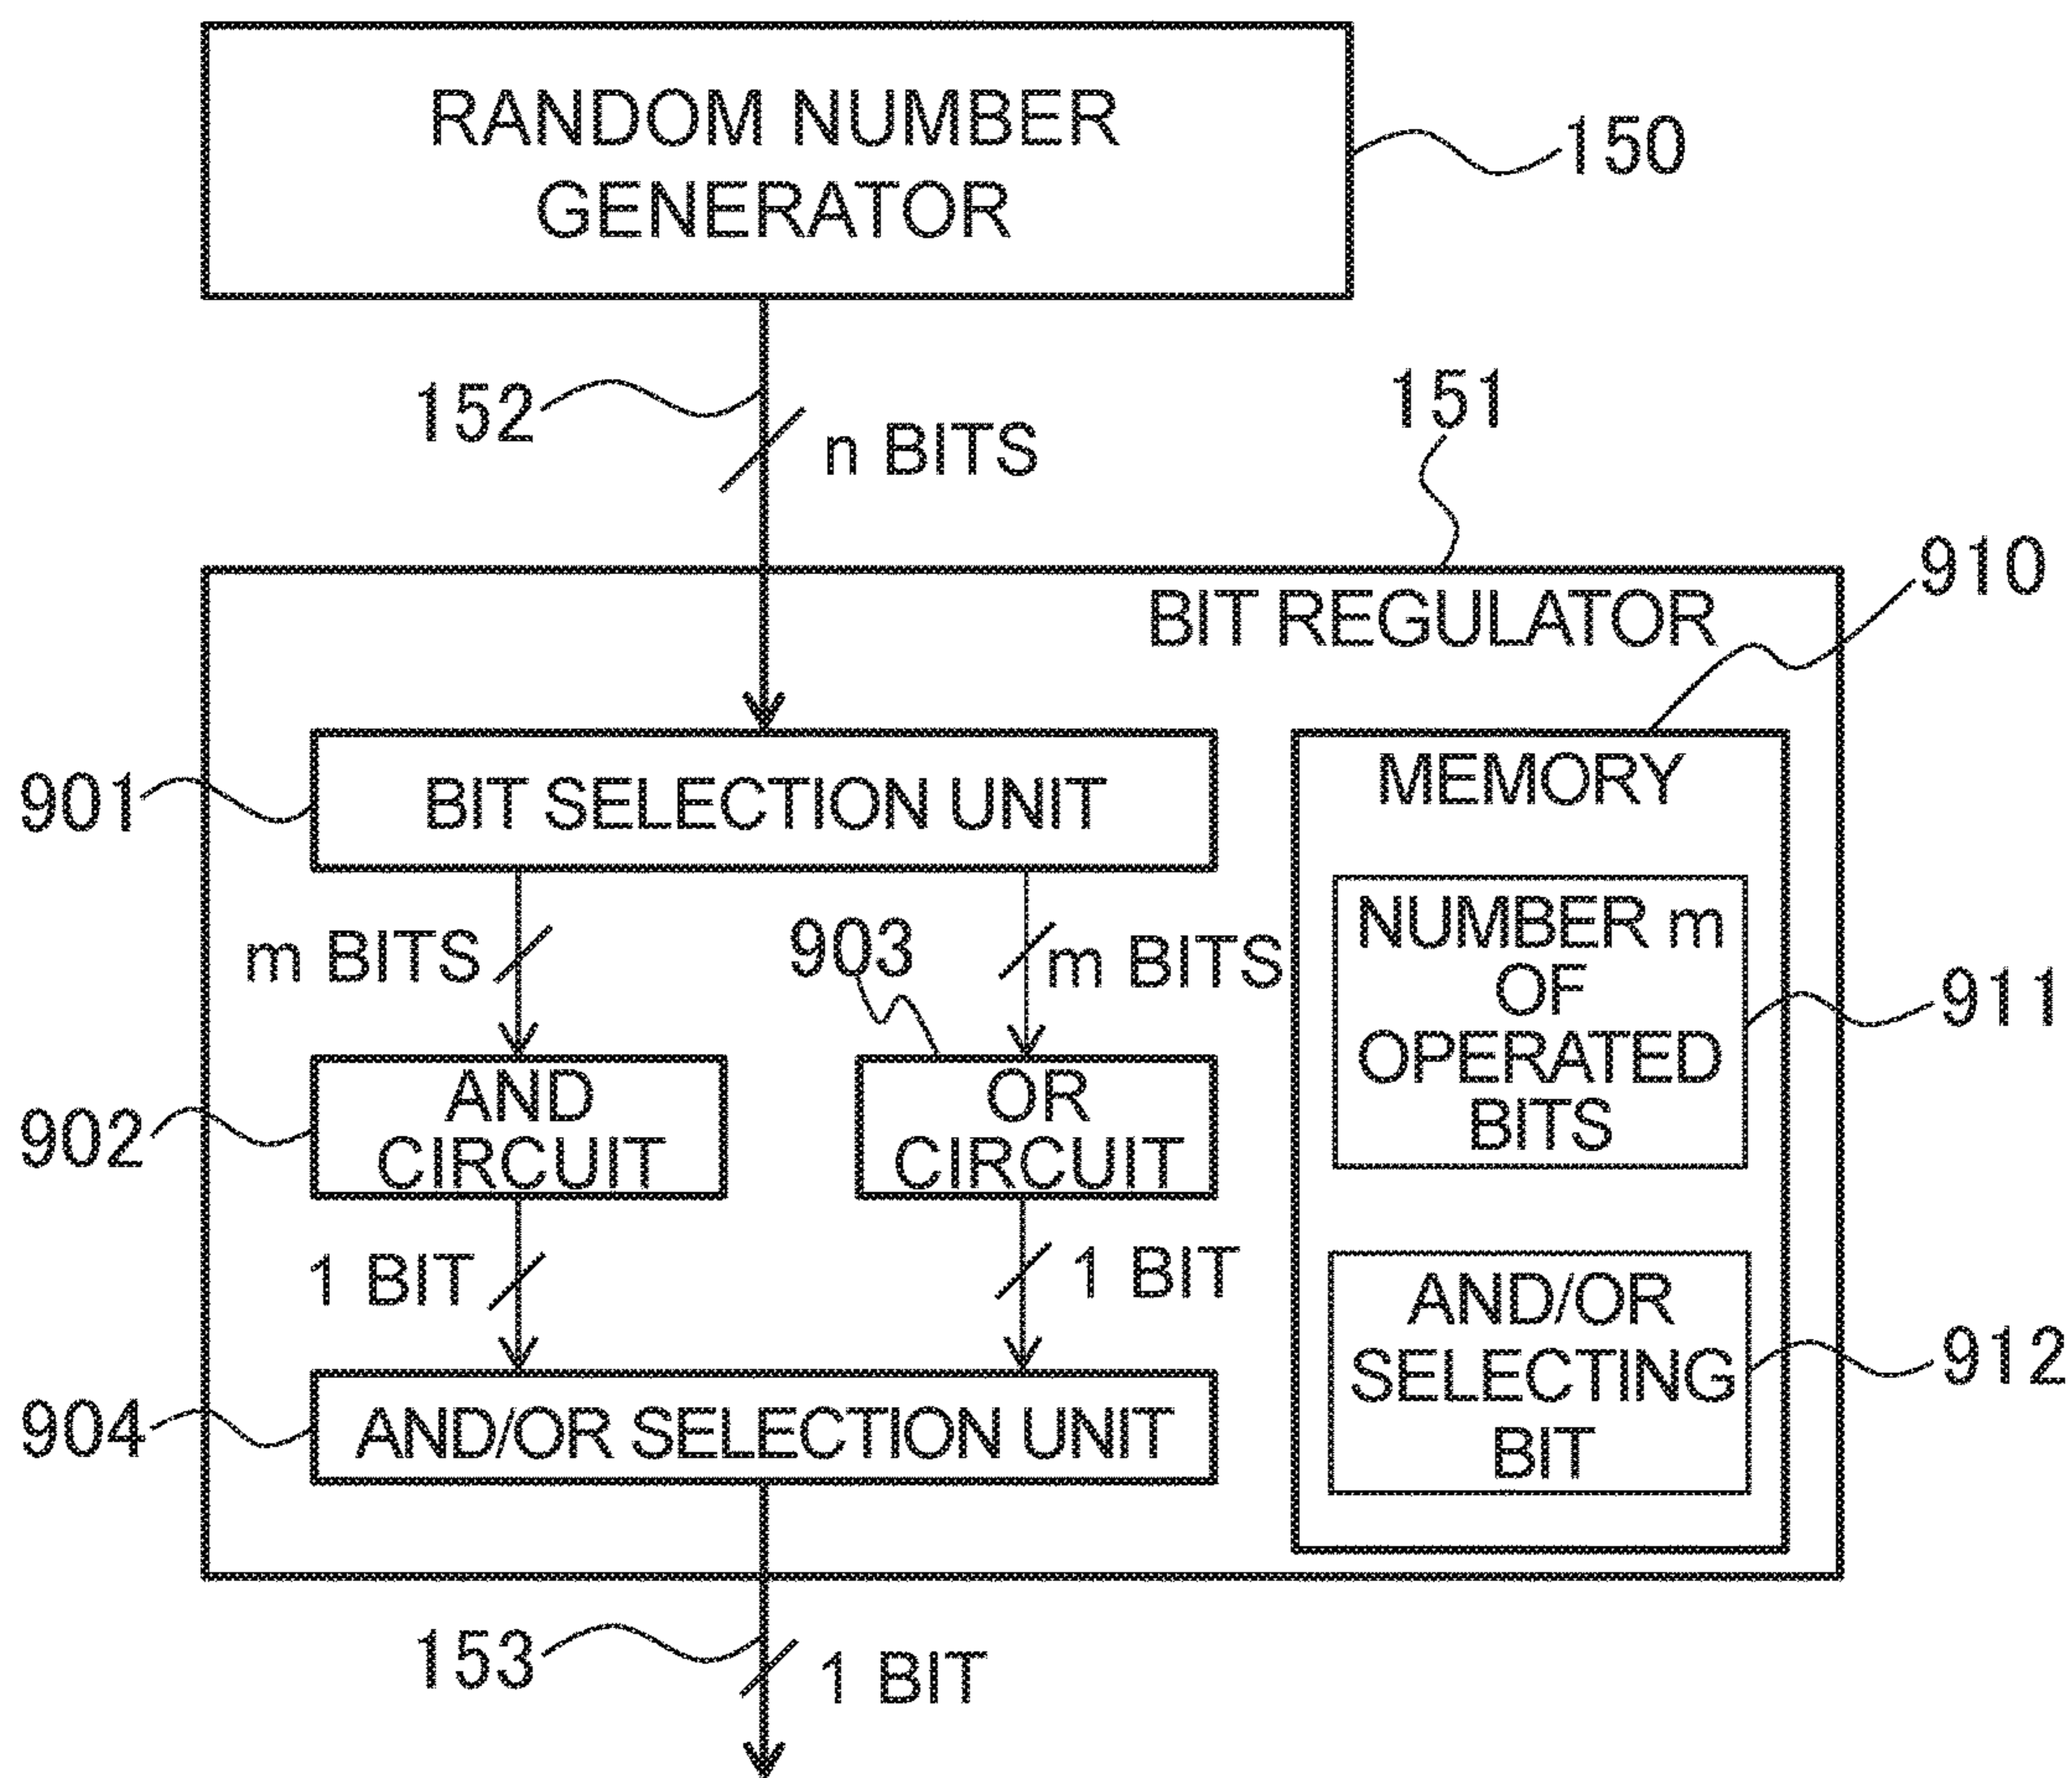 RANDOM NUMBER
GENERATOR
150
152
n BITS
151
910
BIT REGULATOR
901
BIT SELECTION UNIT
MEMORY
m BITS
903
m BITS
NUMBER m
OF
OPERATED
BITS
911
902
AND
CIRCUIT
OR
CIRCUIT
1 BIT
1 BIT
AND/OR
SELECTING
BIT
912
904
AND/OR SELECTION UNIT
153
1 BIT